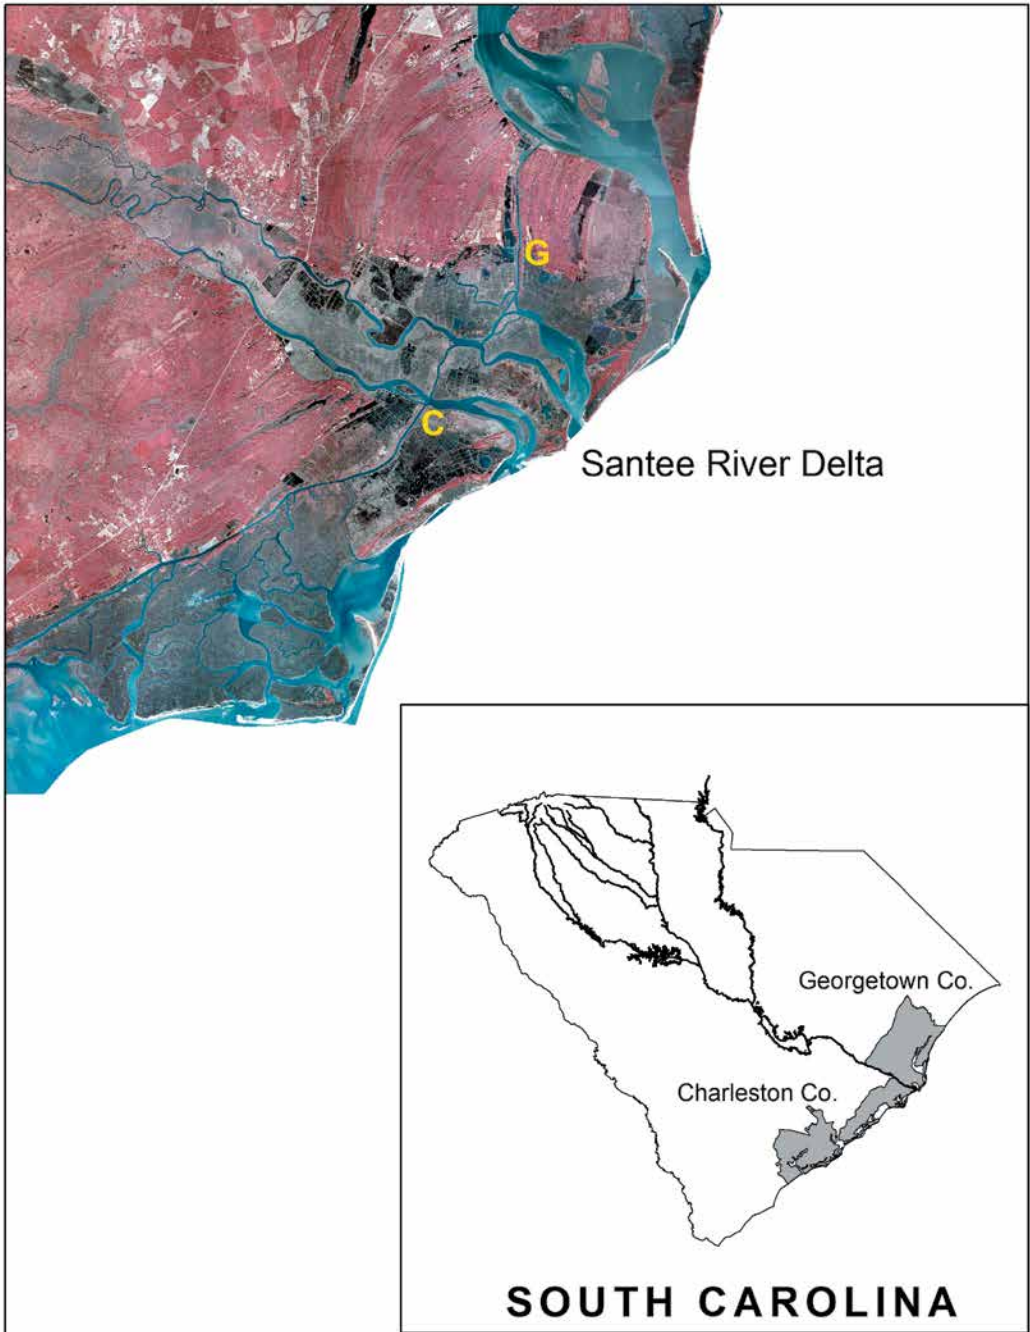 G
C
Santee River Delta
Georgetown Co.
Charleston Co.
SOUTH CAROLINA